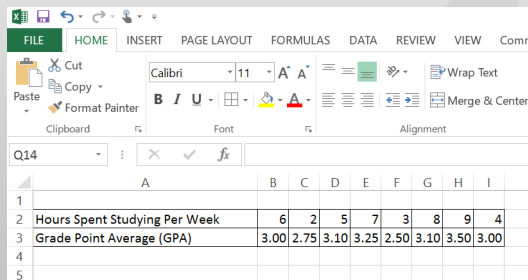 FILE HOME INSERT PAGE LAYOUT FORMULAS DATA REVIEW VIEW
Paste
Cut
Copy
Format Painter
Clipboard
Calibri 11 A A
B I U A
Font
Wrap Text
Merge & Center
Alignment
Q14 fx
A B C D E F G H I
1
2 Hours Spent Studying Per Week 6 2 5 7 3 8 9 4
3 Grade Point Average (GPA) 3.00 2.75 3.10 3.25 2.50 3.10 3.50 3.00
4
5